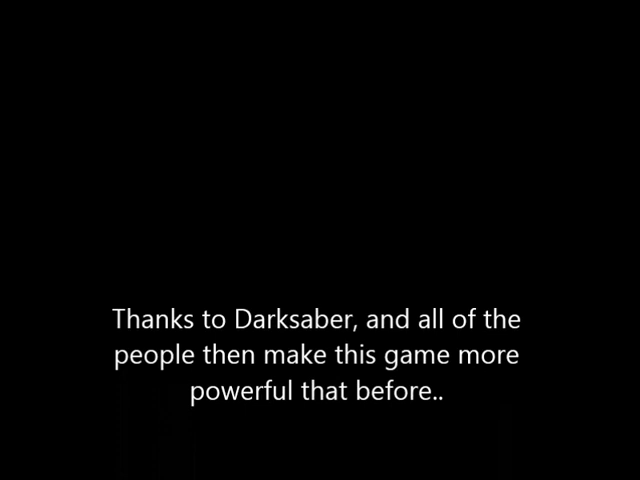 Thanks to Darksaber, and all of the
people then make this game more
powerful that before..